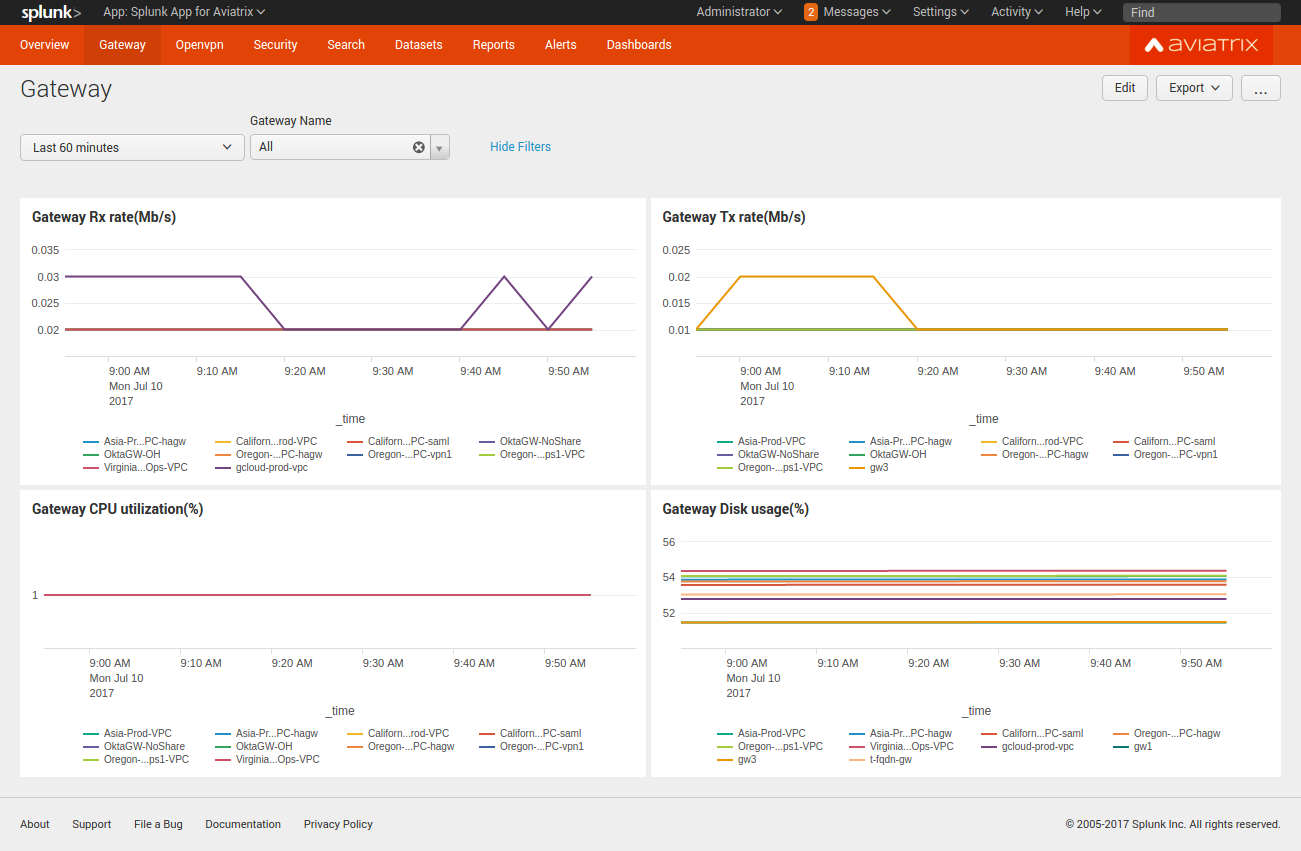 splunk> App: Splunk App for Aviatrix Administrator 2 Messages Settings Activity Help Find
Overview Gateway Openvpn Security Search Datasets Reports Alerts Dashboards AVIATRIX
Gateway Edit Export ...
Gateway Name
Last 60 minutes All Hide Filters
Gateway Rx rate(Mb/s)
0.035
0.03
0.025
0.02
9:00 AM 9:10 AM 9:20 AM 9:30 AM 9:40 AM 9:50 AM
Mon Jul 10
2017
_time
Asia-Pr...PC-hagw Californ...rod-VPC Californ...PC-saml OktaGW-NoShare
OktaGW-OH Oregon-...PC-hagw Oregon-...PC-vpn1 Oregon-...ps1-VPC
Virginia...Ops-VPC gcloud-prod-vpc
Gateway Tx rate(Mb/s)
0.025
0.02
0.015
0.01
9:00 AM 9:10 AM 9:20 AM 9:30 AM 9:40 AM 9:50 AM
Mon Jul 10
2017
_time
Asia-Prod-VPC Asia-Pr...PC-hagw Californ...rod-VPC Californ...PC-saml
OktaGW-NoShare OktaGW-OH Oregon-...PC-hagw Oregon-...PC-vpn1
Oregon-...ps1-VPC gw3
Gateway CPU utilization(%)
1
9:00 AM 9:10 AM 9:20 AM 9:30 AM 9:40 AM 9:50 AM
Mon Jul 10
2017
_time
Asia-Prod-VPC Asia-Pr...PC-hagw Californ...rod-VPC Californ...PC-saml
OktaGW-NoShare OktaGW-OH Oregon-...PC-hagw Oregon-...PC-vpn1
Oregon-...ps1-VPC Virginia...Ops-VPC
Gateway Disk usage(%)
56
54
52
9:00 AM 9:10 AM 9:20 AM 9:30 AM 9:40 AM 9:50 AM
Mon Jul 10
2017
_time
Asia-Prod-VPC Asia-Pr...PC-hagw Californ...PC-saml Oregon-...PC-hagw
Oregon-...ps1-VPC Virginia...Ops-VPC gcloud-prod-vpc gw1
gw3 t-fqdn-gw
About Support File a Bug Documentation Privacy Policy © 2005-2017 Splunk Inc. All rights reserved.